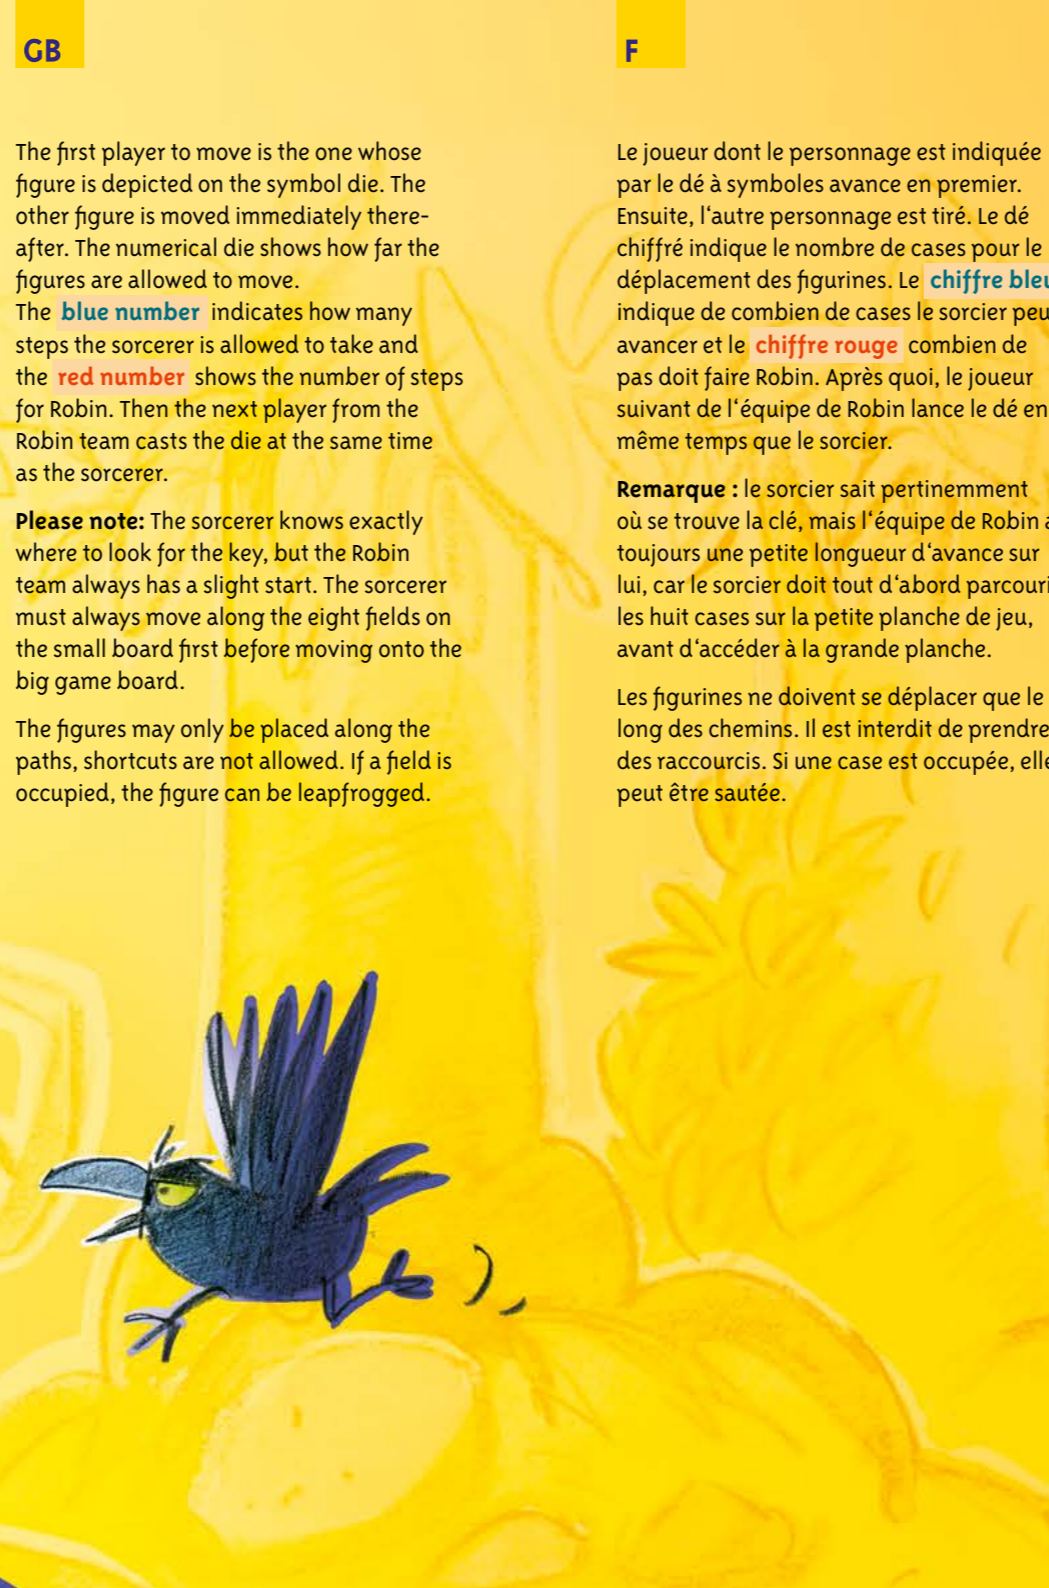 GB
The first player to move is the one whose
figure is depicted on the symbol die. The
other figure is moved immediately there-
after. The numerical die shows how far the
figures are allowed to move.
The blue number indicates how many
steps the sorcerer is allowed to take and
the red number shows the number of steps
for Robin. Then the next player from the
Robin team casts the die at the same time
as the sorcerer.
Please note: The sorcerer knows exactly
where to look for the key, but the Robin
team always has a slight start. The sorcerer
must always move along the eight fields on
the small board first before moving onto the
big game board.
The figures may only be placed along the
paths, shortcuts are not allowed. If a field is
occupied, the figure can be leapfrogged.
F
Le joueur dont le personnage est indiquée
par le dé à symboles avance en premier.
Ensuite, l‘autre personnage est tiré. Le dé
chiffré indique le nombre de cases pour le
déplacement des figurines. Le chiffre bleu
indique de combien de cases le sorcier peu
avancer et le chiffre rouge combien de
pas doit faire Robin. Après quoi, le joueur
suivant de l‘équipe de Robin lance le dé en
même temps que le sorcier.
Remarque : le sorcier sait pertinemment
où se trouve la clé, mais l‘équipe de Robin a
toujours une petite longueur d‘avance sur
lui, car le sorcier doit tout d‘abord parcouri
les huit cases sur la petite planche de jeu,
avant d‘accéder à la grande planche.
Les figurines ne doivent se déplacer que le
long des chemins. Il est interdit de prendre
des raccourcis. Si une case est occupée, elle
peut être sautée.